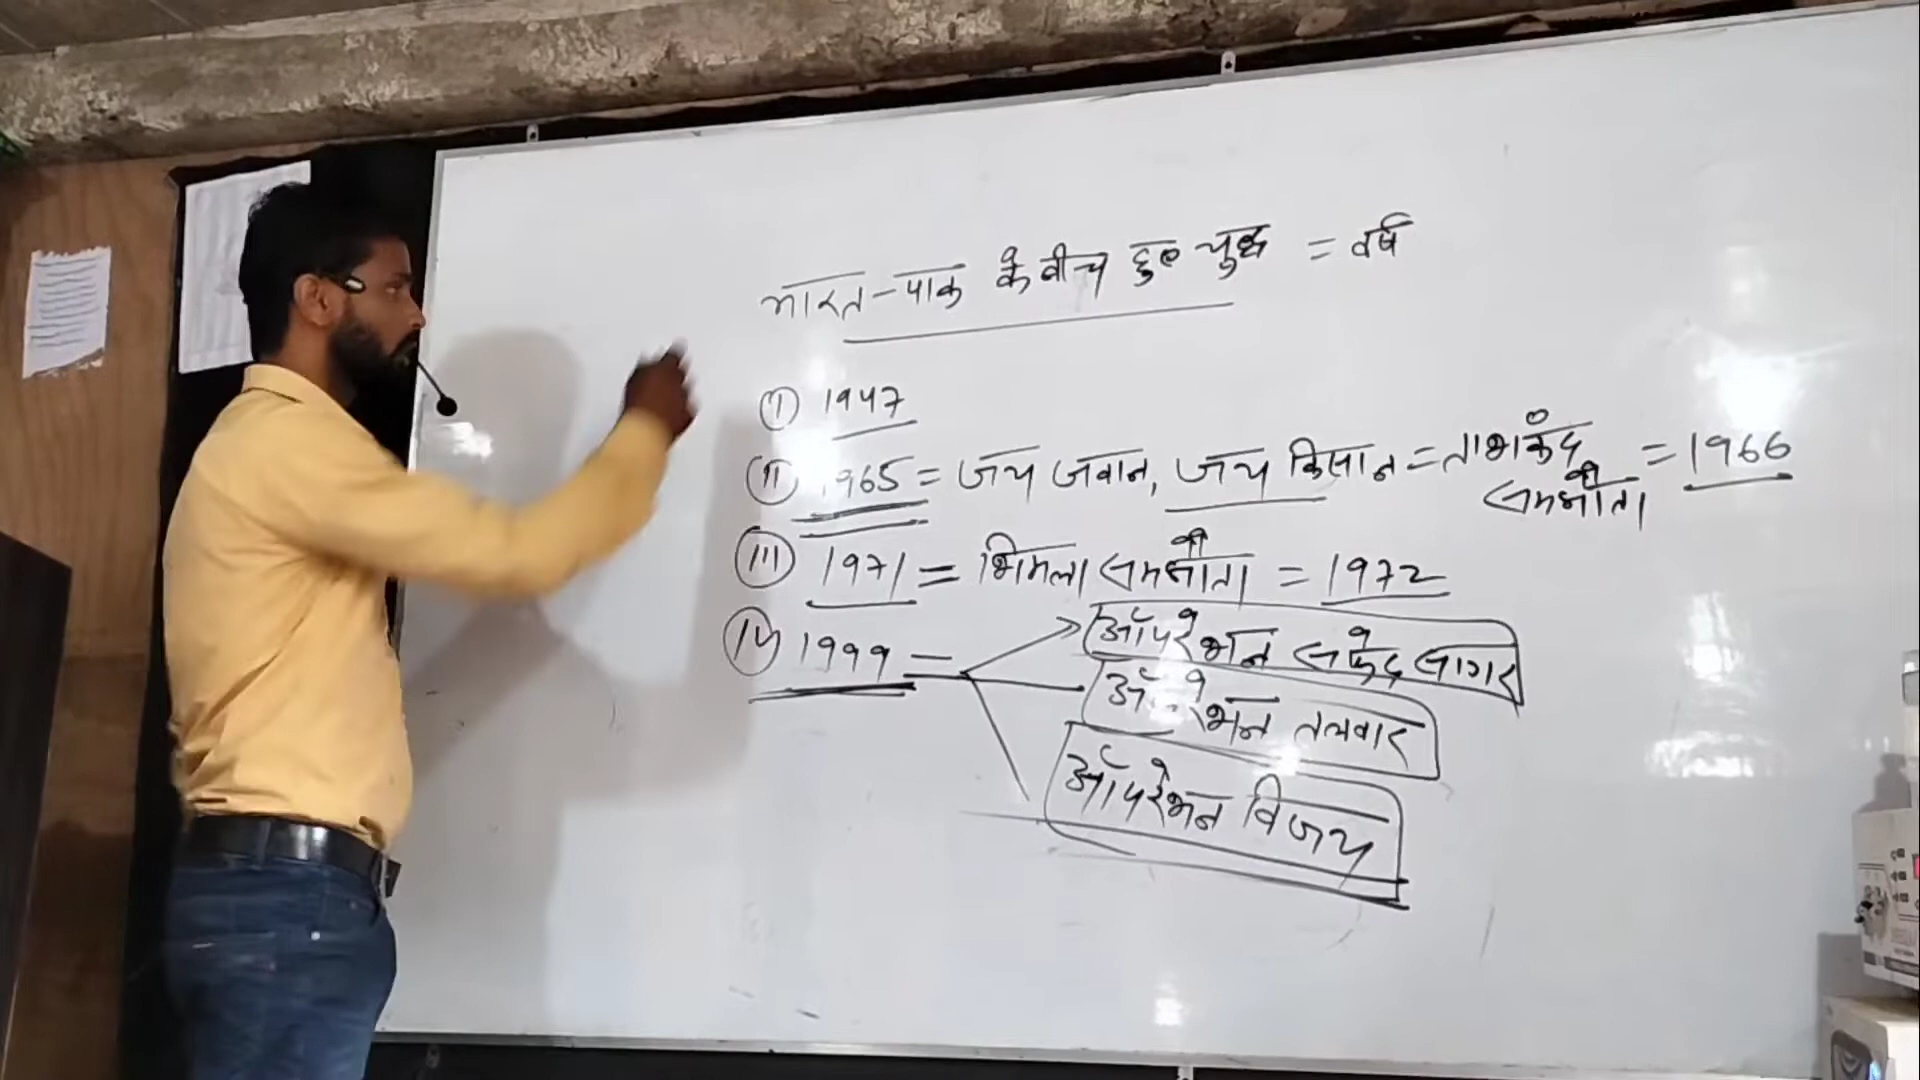 भारत-पाक के बीच हुए युद्ध = वर्ष
(I) 1947
(II) 1965 = जय जवान, जय किसान = ताशकंद समझौता = 1966
(III) 1971 = शिमला समझौता = 1972
(IV) 1999 = ऑपरेशन सफेद सागर
ऑपरेशन तलवार
ऑपरेशन विजय